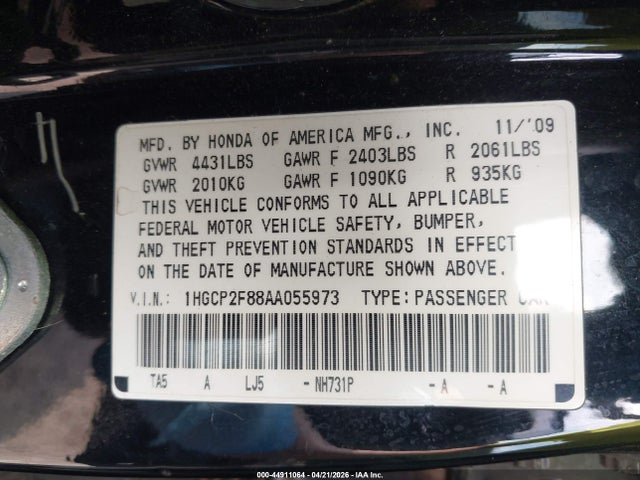 MFD. BY HONDA OF AMERICA MFG., INC. 11/'09
GVWR 4431LBS GAWR F 2403LBS R 2061LBS
GVWR 2010KG GAWR F 1090KG R 935KG
THIS VEHICLE CONFORMS TO ALL APPLICABLE
FEDERAL MOTOR VEHICLE SAFETY, BUMPER,
AND THEFT PREVENTION STANDARDS IN EFFECT
ON THE DATE OF MANUFACTURE SHOWN ABOVE.
V.I.N.: 1HGCP2F88AA055973 TYPE: PASSENGER CAR
TA5 A LJ5 - NH731P -A -A
000-44911064 - 04/21/2026 - IAA Inc.